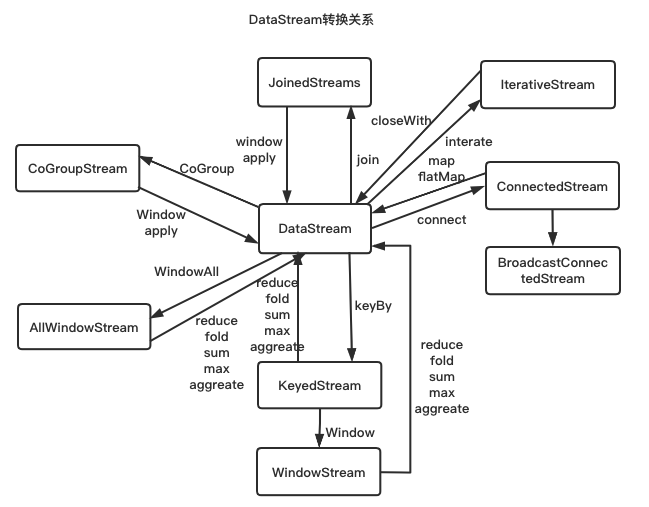 DataStream转换关系
JoinedStreams
IterativeStream
closeWith
window
apply
interate
CoGroupStream
CoGroup
join
map
flatMap
ConnectedStream
Window
apply
DataStream
connect
WindowAll
BroadcastConnec
tedStream
AllWindowStream
reduce
fold
sum
max
aggreate
reduce
fold
sum
max
aggreate
keyBy
reduce
fold
sum
max
aggreate
KeyedStream
Window
WindowStream